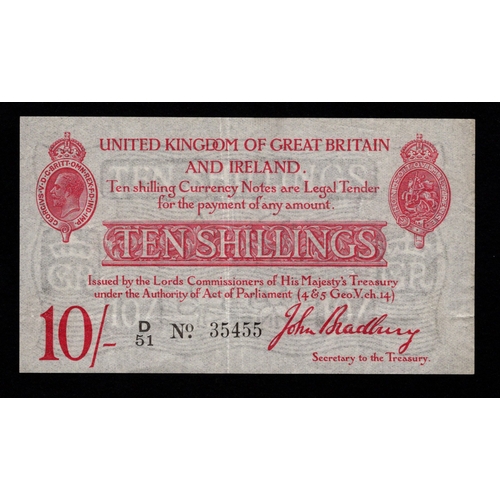 UNITED KINGDOM OF GREAT BRITAIN
AND IRELAND.
Ten shilling Currency Notes are Legal Tender
for the payment of any amount.
TEN SHILLINGS
Issued by the Lords Commissioners of His Majesty's Treasury
under the Authority of Act of Parliament (4 & 5 Geo.V.ch.14)
10/-
D
51
No. 35455
John Bradbury
Secretary to the Treasury.